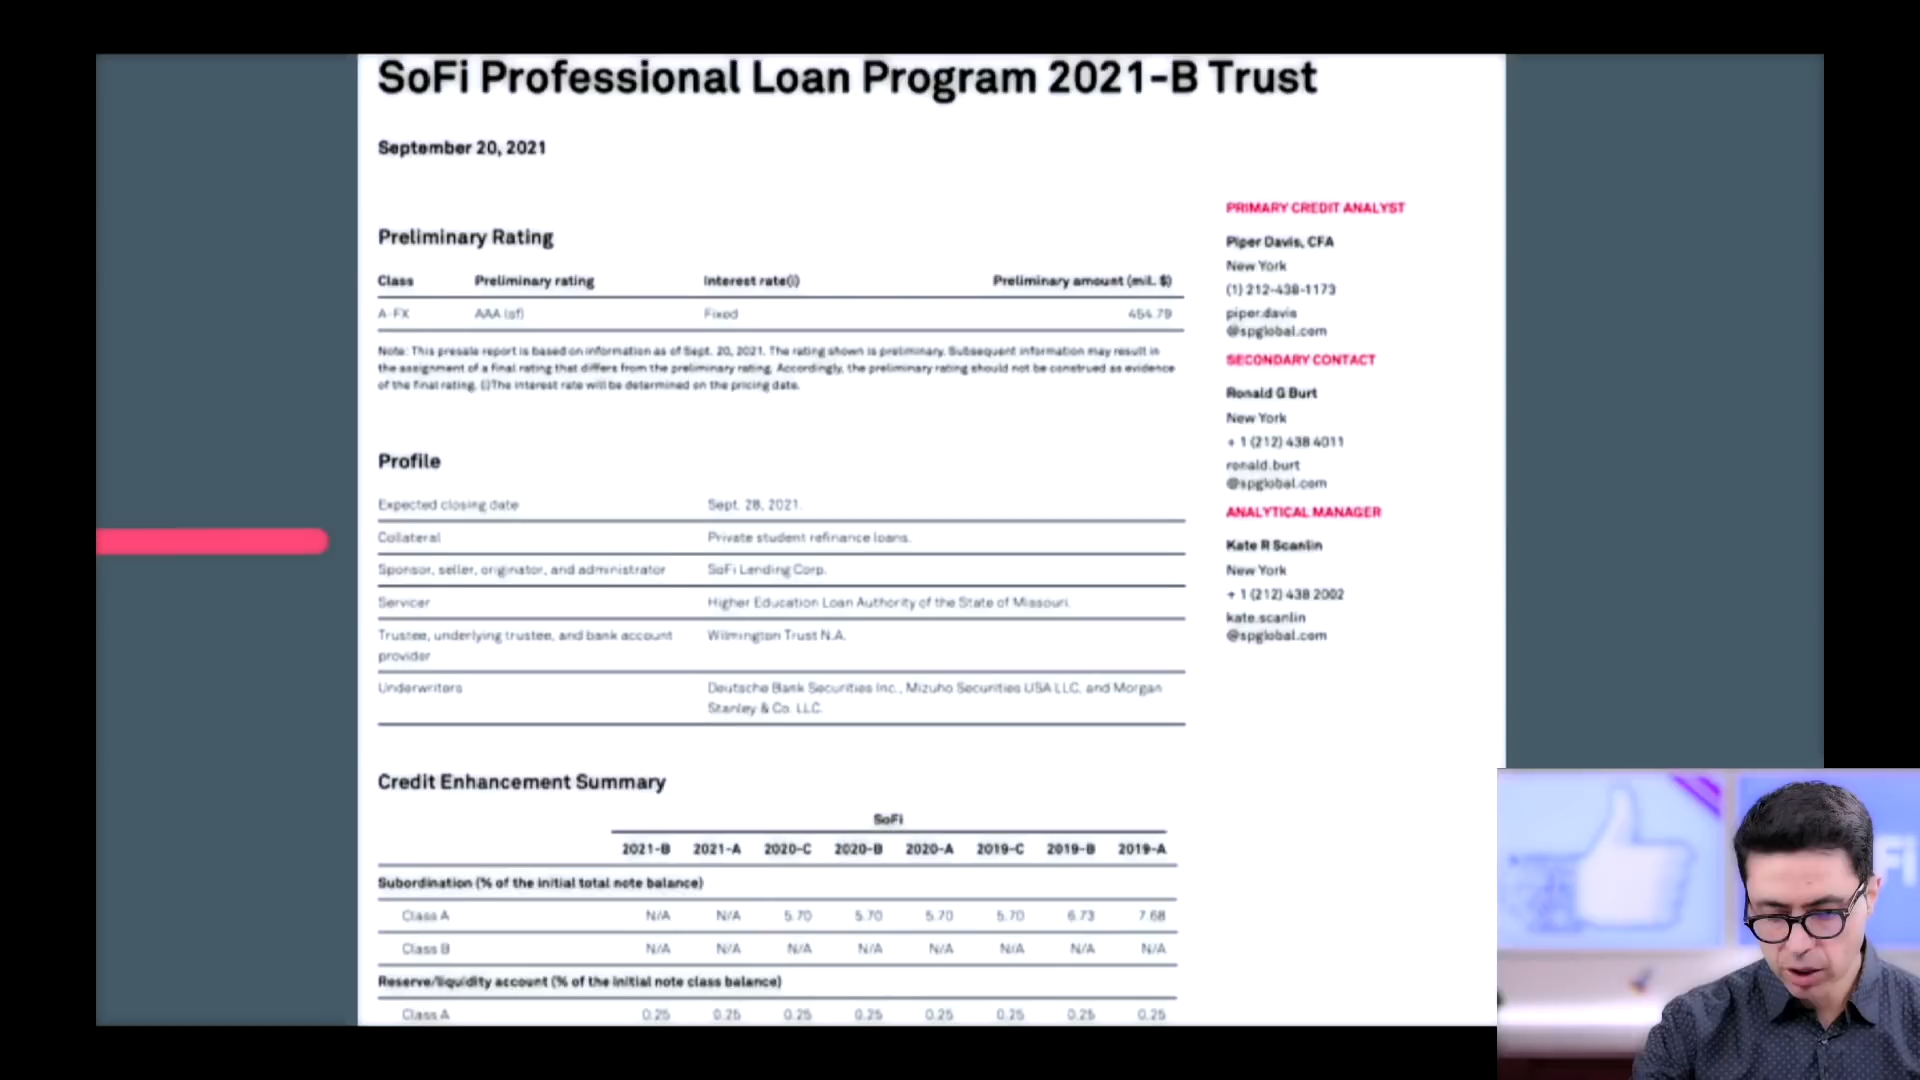 SoFi Professional Loan Program 2021-B Trust
September 20, 2021
Preliminary Rating
Class Preliminary rating Interest rate(i) Preliminary amount (mil. $)
A-FX AAA (sf) Fixed 454.79
Note: This presale report is based on information as of Sept. 20, 2021. The rating shown is preliminary. Subsequent information may result in
the assignment of a final rating that differs from the preliminary rating. Accordingly, the preliminary rating should not be construed as evidence
of the final rating. (i)The interest rate will be determined on the pricing date.
Profile
Expected closing date Sept. 28, 2021.
Collateral Private student refinance loans.
Sponsor, seller, originator, and administrator SoFi Lending Corp.
Servicer Higher Education Loan Authority of the State of Missouri.
Trustee, underlying trustee, and bank account Wilmington Trust N.A.
provider
Underwriters Deutsche Bank Securities Inc., Mizuho Securities USA LLC, and Morgan
Stanley & Co. LLC.
Credit Enhancement Summary
SoFi
2021-B 2021-A 2020-C 2020-B 2020-A 2019-C 2019-B 2019-A
Subordination (% of the initial total note balance)
Class A N/A N/A 5.70 5.70 5.70 5.70 6.73 7.68
Class B N/A N/A N/A N/A N/A N/A N/A N/A
Reserve/liquidity account (% of the initial note class balance)
Class A 0.25 0.25 0.25 0.25 0.25 0.25 0.25 0.25
PRIMARY CREDIT ANALYST
Piper Davis, CFA
New York
(1) 212-438-1173
piper.davis
@spglobal.com
SECONDARY CONTACT
Ronald G Burt
New York
+ 1 (212) 438 4011
ronald.burt
@spglobal.com
ANALYTICAL MANAGER
Kate R Scanlin
New York
+ 1 (212) 438 2002
kate.scanlin
@spglobal.com
Fi